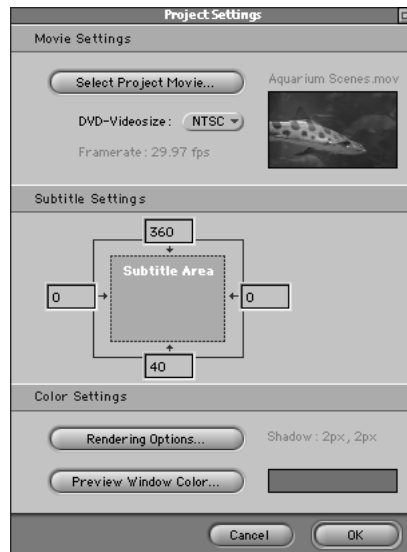 Project Settings
Movie Settings
Select Project Movie...
Aquarium Scenes.mov
DVD-Videosize: NTSC
Framerate: 29.97 fps
Subtitle Settings
360
Subtitle Area
0
0
40
Color Settings
Rendering Options...
Shadow: 2px, 2px
Preview Window Color...
Cancel
OK